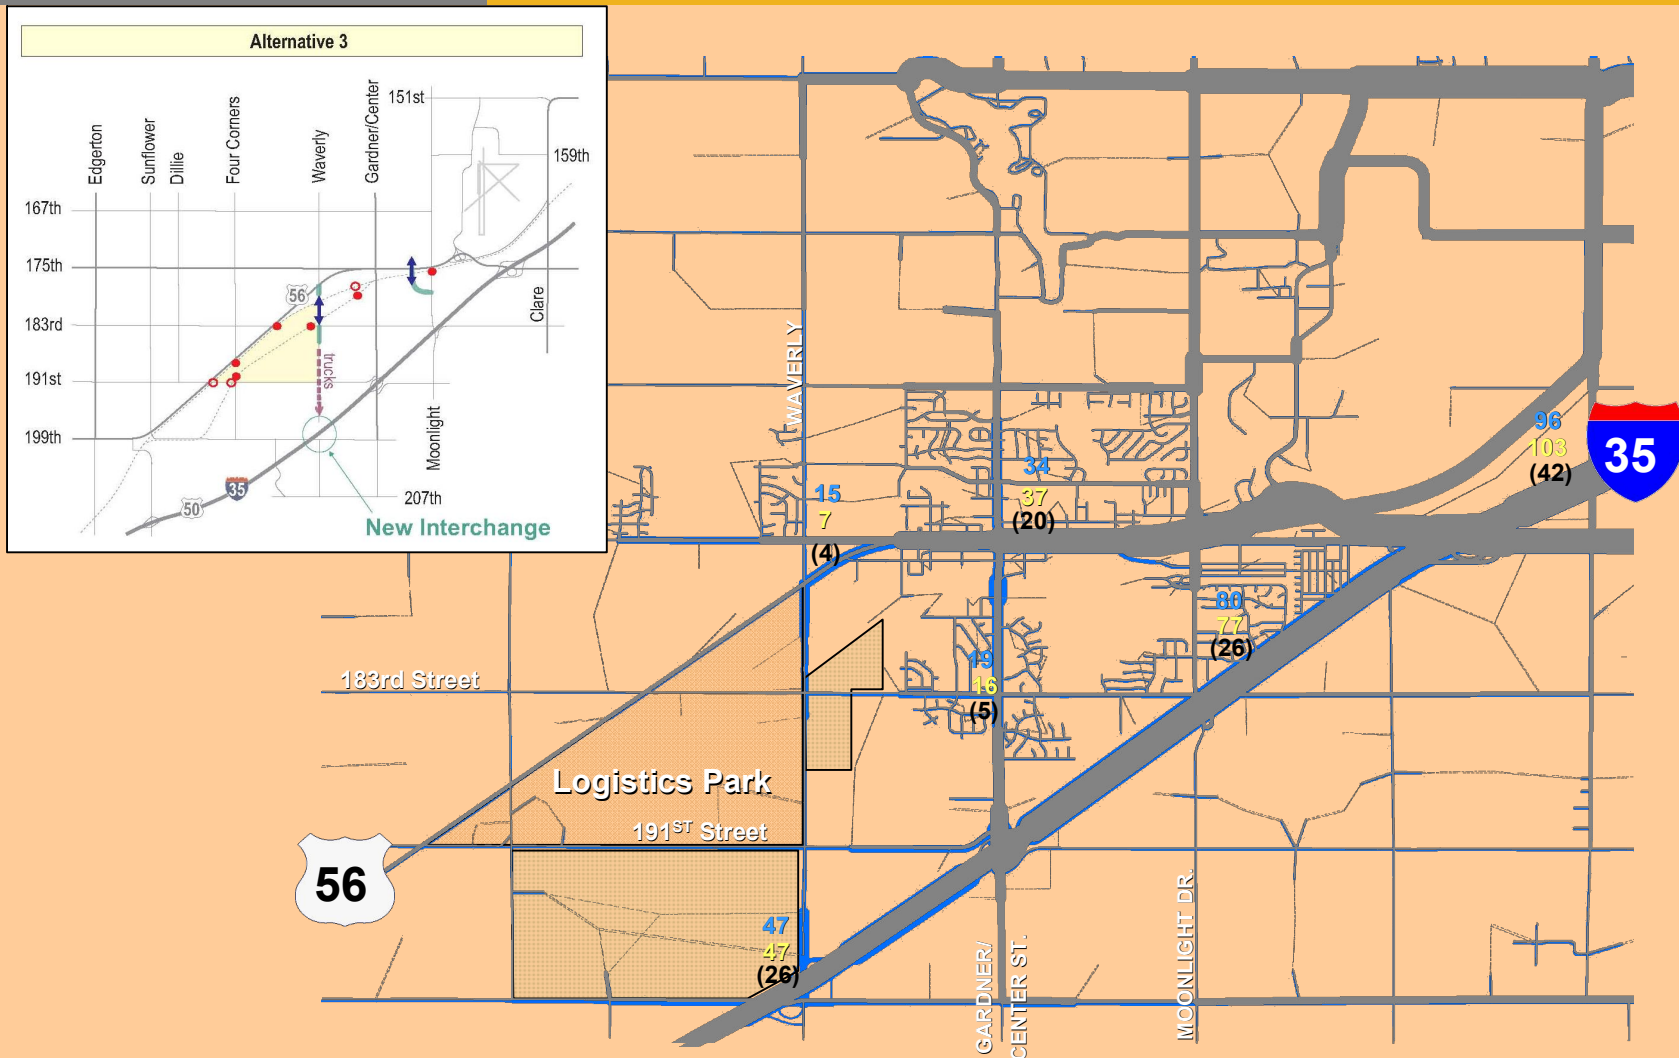 Alternative 3
Edgerton
Sunflower
Dillie
Four Corners
Waverly
Gardner/Center
151st
159th
167th
175th
56
183rd
trucks
Clare
191st
199th
Moonlight
35
50
207th
New Interchange
WAVERLY
96
103
(42)
35
34
37
(20)
15
7
(4)
80
77
(26)
19
16
(5)
183rd Street
Logistics Park
191ST Street
56
47
47
(26)
GARDNER/
CENTER ST.
MOONLIGHT DR.